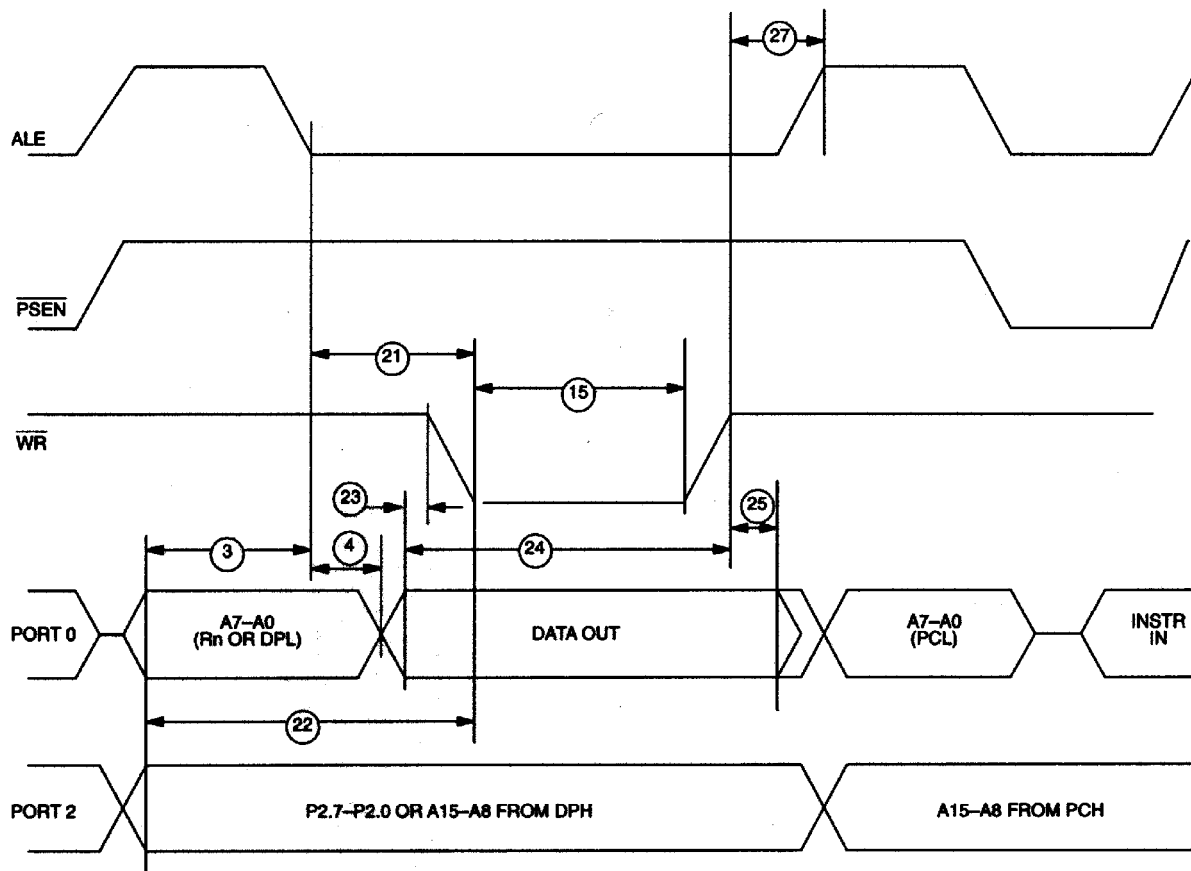 27
ALE
PSEN
21
15
WR
23
25
3
4
24
PORT 0
A7–A0
(Rn OR DPL)
DATA OUT
A7–A0
(PCL)
INSTR
IN
22
PORT 2
P2.7–P2.0 OR A15–A8 FROM DPH
A15–A8 FROM PCH